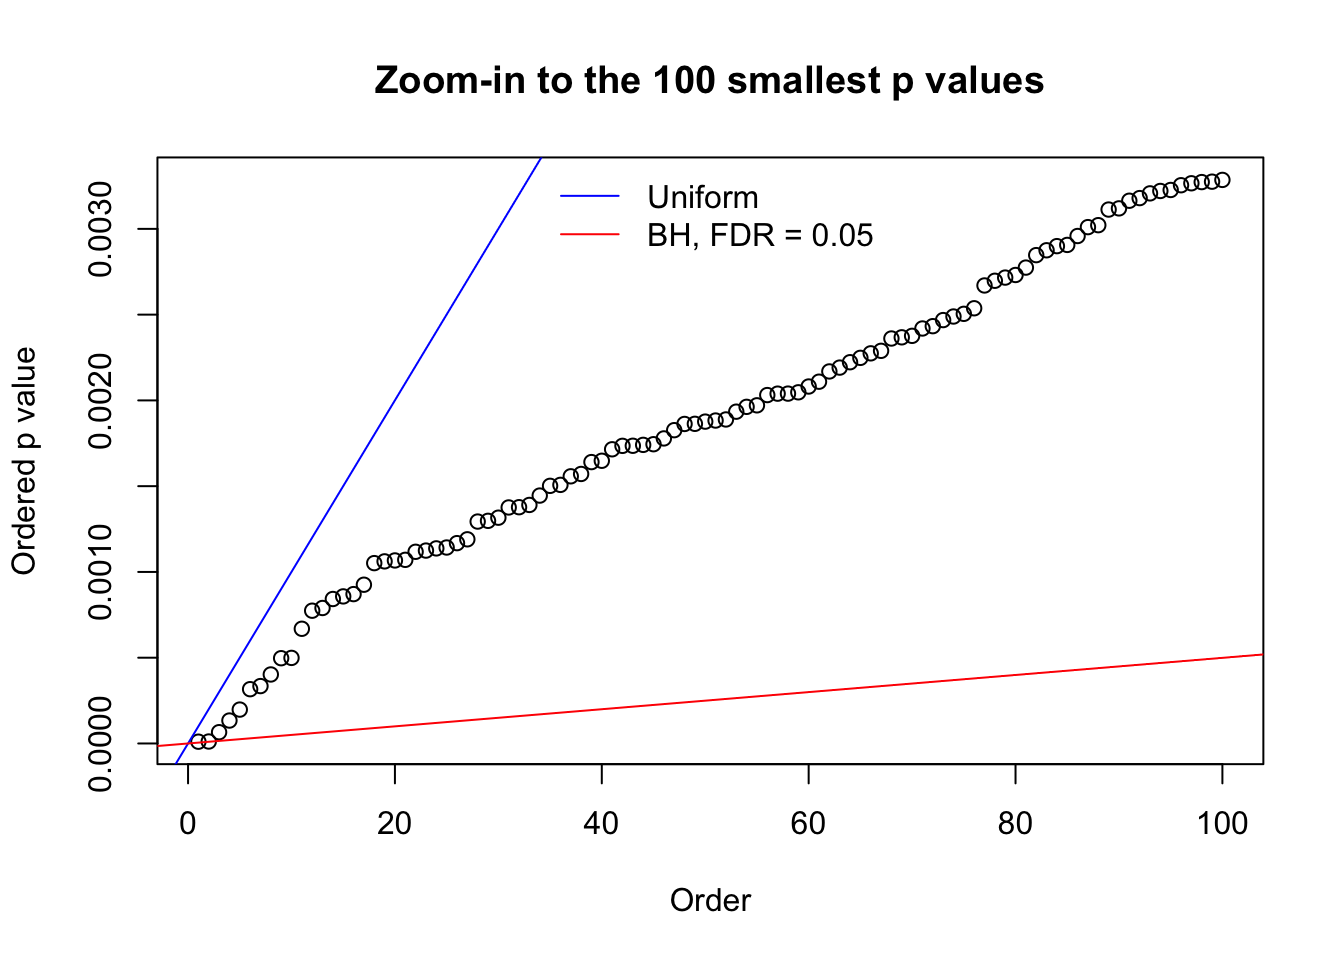 Zoom-in to the 100 smallest p values
Uniform
BH, FDR = 0.05
Ordered p value
0.0030
0.0020
0.0010
0.0000
0 20 40 60 80 100
Order